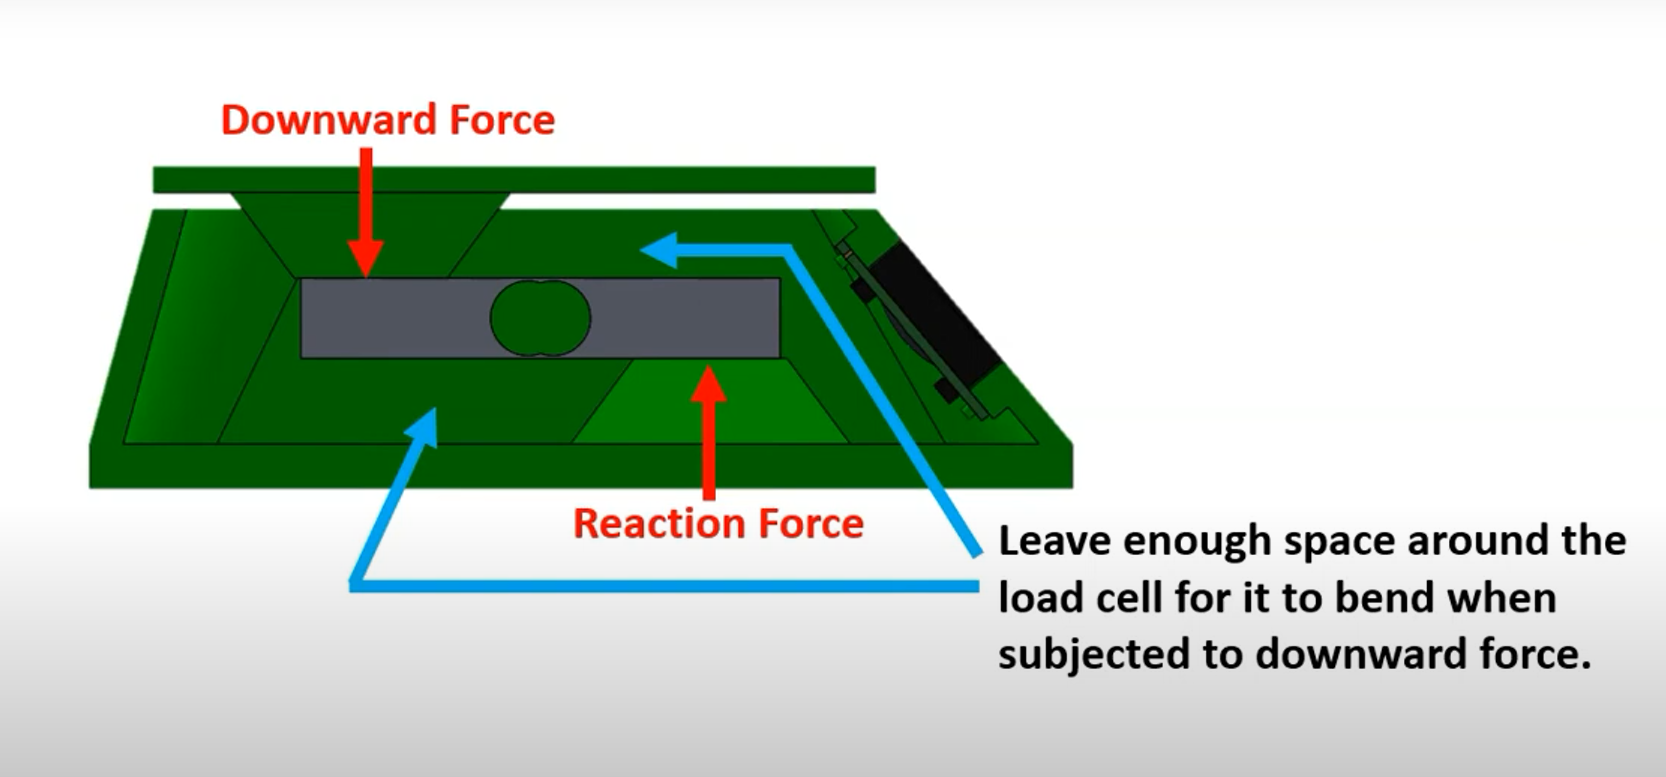 Downward Force
Reaction Force
Leave enough space around the
load cell for it to bend when
subjected to downward force.